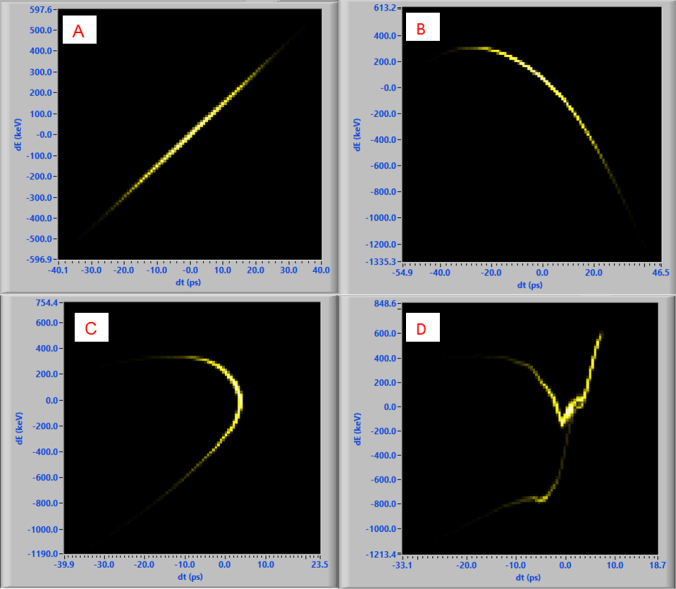 A
597.6
500.0
400.0
300.0
200.0
100.0
-0.0
-100.0
-200.0
-300.0
-400.0
-500.0
-596.9
dE (keV)
-40.1 -30.0 -20.0 -10.0 -0.0 10.0 20.0 30.0 40.0
dt (ps)
B
613.2
400.0
200.0
-0.0
-200.0
-400.0
-600.0
-800.0
-1000.0
-1200.0
-1335.3
dE (keV)
-54.9 -40.0 -20.0 0.0 20.0 46.5
dt (ps)
C
754.4
600.0
400.0
200.0
0.0
-200.0
-400.0
-600.0
-800.0
-1000.0
-1190.0
dE (keV)
-39.9 -30.0 -20.0 -10.0 0.0 10.0 23.5
dt (ps)
D
848.6
600.0
400.0
200.0
0.0
-200.0
-400.0
-600.0
-800.0
-1000.0
-1213.4
dE (keV)
-33.1 -20.0 -10.0 0.0 10.0 18.7
dt (ps)